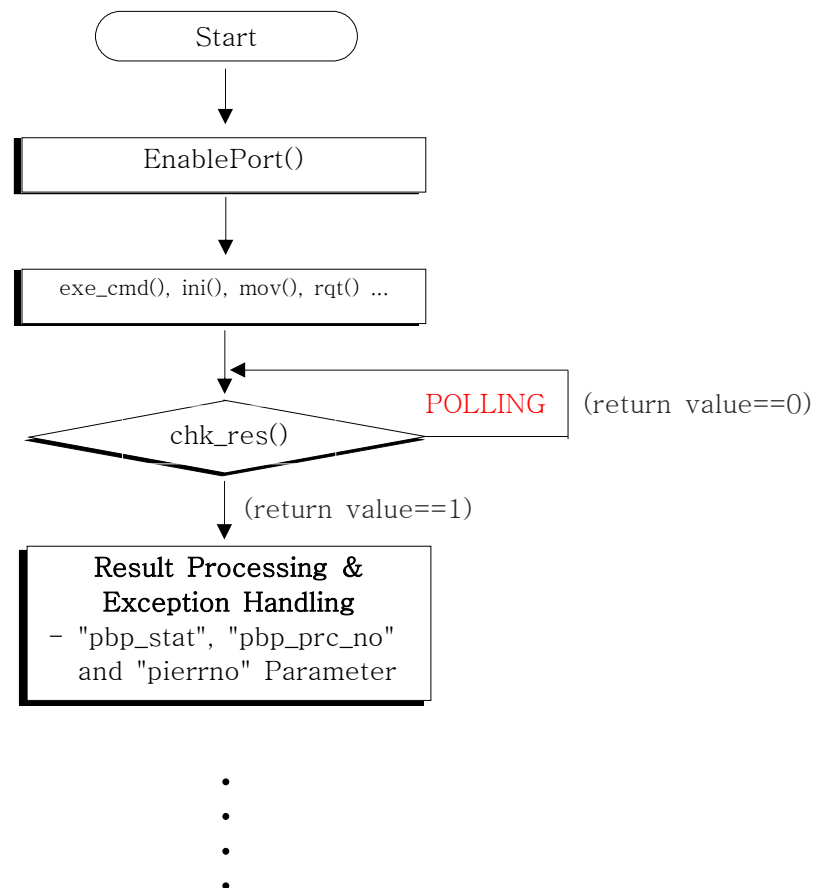 Start
EnablePort()
exe_cmd(), ini(), mov(), rqt() ...
POLLING
(return value==0)
chk_res()
(return value==1)
Result Processing &
Exception Handling
- "pbp_stat", "pbp_prc_no"
and "pierrno" Parameter